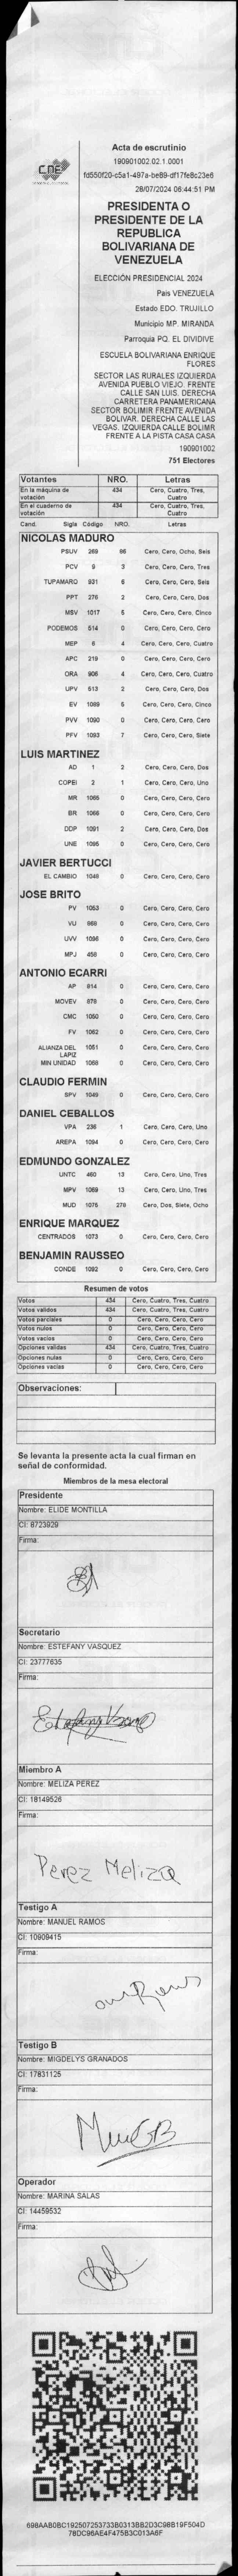 CNE
Acta de escrutinio
190901002.02.1.0001
fd550f20-c5a1-497a-be89-df17fe8c23e6
28/07/2024 06:44:51 PM
PRESIDENTA O
PRESIDENTE DE LA
REPUBLICA
BOLIVARIANA DE
VENEZUELA
ELECCIÓN PRESIDENCIAL 2024
País VENEZUELA
Estado EDO. TRUJILLO
Municipio MP. MIRANDA
Parroquia PQ. EL DIVIDIVE
ESCUELA BOLIVARIANA ENRIQUE
FLORES
SECTOR LAS RURALES IZQUIERDA
AVENIDA PUEBLO VIEJO. FRENTE
CALLE SAN LUIS. DERECHA
CARRETERA PANAMERICANA
SECTOR BOLIMIR FRENTE AVENIDA
BOLIVAR. DERECHA CALLE LAS
VEGAS. IZQUIERDA CALLE BOLIMR
FRENTE A LA PISTA CASA CASA
190901002
751 Electores
Votantes NRO. Letras
En la máquina de votación 434 Cero, Cuatro, Tres, Cuatro
En el cuaderno de votación 434 Cero, Cuatro, Tres, Cuatro
Cand. Sigla Código NRO. Letras
NICOLAS MADURO
PSUV 269 86 Cero, Cero, Ocho, Seis
PCV 9 3 Cero, Cero, Cero, Tres
TUPAMARO 931 6 Cero, Cero, Cero, Seis
PPT 276 2 Cero, Cero, Cero, Dos
MSV 1017 5 Cero, Cero, Cero, Cinco
PODEMOS 514 0 Cero, Cero, Cero, Cero
MEP 8 4 Cero, Cero, Cero, Cuatro
APC 219 0 Cero, Cero, Cero, Cero
ORA 906 4 Cero, Cero, Cero, Cuatro
UPV 513 2 Cero, Cero, Cero, Dos
EV 1089 5 Cero, Cero, Cero, Cinco
PVV 1090 0 Cero, Cero, Cero, Cero
PFV 1093 7 Cero, Cero, Cero, Siete
LUIS MARTINEZ
AD 1 2 Cero, Cero, Cero, Dos
COPEI 2 1 Cero, Cero, Cero, Uno
MR 1065 0 Cero, Cero, Cero, Cero
BR 1066 0 Cero, Cero, Cero, Cero
DDP 1091 2 Cero, Cero, Cero, Dos
UNE 1095 0 Cero, Cero, Cero, Cero
JAVIER BERTUCCI
EL CAMBIO 1048 0 Cero, Cero, Cero, Cero
JOSE BRITO
PV 1053 0 Cero, Cero, Cero, Cero
VU 969 0 Cero, Cero, Cero, Cero
UVV 1096 0 Cero, Cero, Cero, Cero
MPJ 458 0 Cero, Cero, Cero, Cero
ANTONIO ECARRI
AP 914 0 Cero, Cero, Cero, Cero
MOVEV 878 0 Cero, Cero, Cero, Cero
CMC 1050 0 Cero, Cero, Cero, Cero
FV 1062 0 Cero, Cero, Cero, Cero
ALIANZA DEL LAPIZ 1051 0 Cero, Cero, Cero, Cero
MIN UNIDAD 1068 0 Cero, Cero, Cero, Cero
CLAUDIO FERMIN
SPV 1049 0 Cero, Cero, Cero, Cero
DANIEL CEBALLOS
VPA 236 1 Cero, Cero, Cero, Uno
AREPA 1094 0 Cero, Cero, Cero, Cero
EDMUNDO GONZALEZ
UNTC 460 13 Cero, Cero, Uno, Tres
MPV 1069 13 Cero, Cero, Uno, Tres
MUD 1075 278 Cero, Dos, Siete, Ocho
ENRIQUE MARQUEZ
CENTRADOS 1073 0 Cero, Cero, Cero, Cero
BENJAMIN RAUSSEO
CONDE 1092 0 Cero, Cero, Cero, Cero
Resumen de votos
Votos 434 Cero, Cuatro, Tres, Cuatro
Votos validos 434 Cero, Cuatro, Tres, Cuatro
Votos parciales 0 Cero, Cero, Cero, Cero
Votos nulos 0 Cero, Cero, Cero, Cero
Votos vacios 0 Cero, Cero, Cero, Cero
Opciones validas 434 Cero, Cuatro, Tres, Cuatro
Opciones nulas 0 Cero, Cero, Cero, Cero
Opciones vacias 0 Cero, Cero, Cero, Cero
Observaciones:
Se levanta la presente acta la cual firman en
señal de conformidad.
Miembros de la mesa electoral
Presidente
Nombre: ELIDE MONTILLA
CI: 8723929
Firma:
Secretario
Nombre: ESTEFANY VASQUEZ
CI: 23777635
Firma:
Miembro A
Nombre: MELIZA PEREZ
CI: 18149526
Firma:
Perez Meliza
Testigo A
Nombre: MANUEL RAMOS
CI: 10909415
Firma:
Testigo B
Nombre: MIGDELYS GRANADOS
CI: 17831125
Firma:
Operador
Nombre: MARINA SALAS
CI: 14459532
Firma:
698AAB0BC192507253733B0313BB2D3C98B19F504D
78DC96AE4F475B3C013A6F